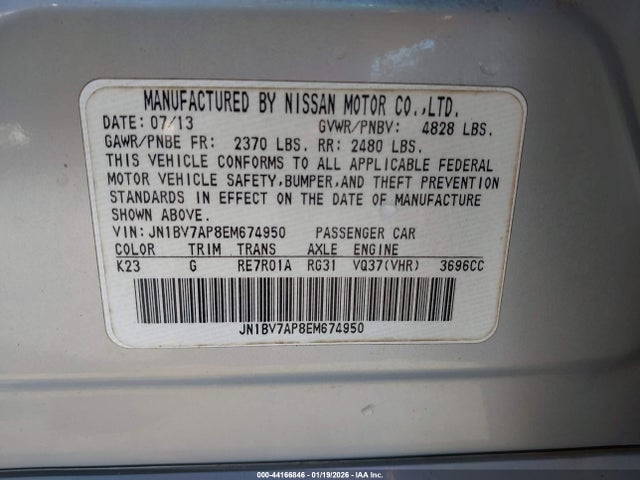 MANUFACTURED BY NISSAN MOTOR CO.,LTD.
DATE: 07/13 GVWR/PNBV: 4828 LBS.
GAWR/PNBE FR: 2370 LBS. RR: 2480 LBS.
THIS VEHICLE CONFORMS TO ALL APPLICABLE FEDERAL
MOTOR VEHICLE SAFETY,BUMPER,AND THEFT PREVENTION
STANDARDS IN EFFECT ON THE DATE OF MANUFACTURE
SHOWN ABOVE.
VIN: JN1BV7AP8EM674950 PASSENGER CAR
COLOR TRIM TRANS AXLE ENGINE
K23 G RE7R01A RG31 VQ37(VHR) 3696CC
JN1BV7AP8EM674950
000-44166846 | 01/19/2026 | IAA Inc.